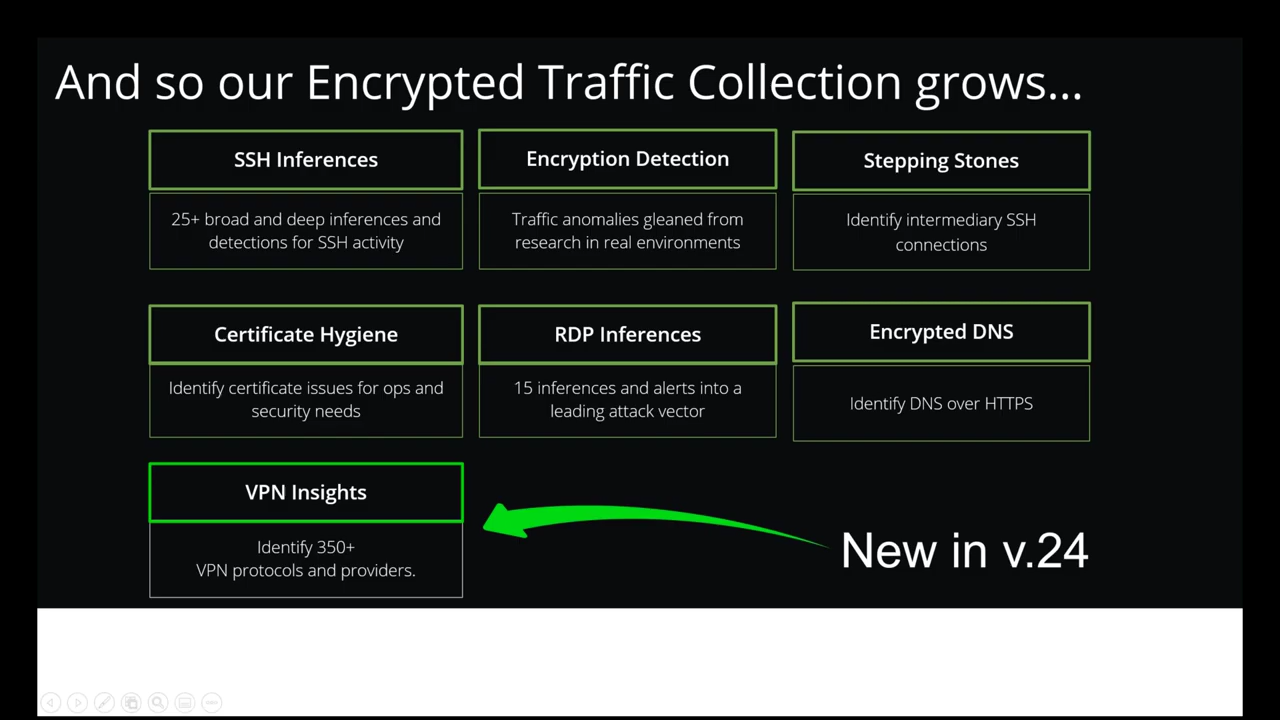 And so our Encrypted Traffic Collection grows...
SSH Inferences
25+ broad and deep inferences and
detections for SSH activity
Encryption Detection
Traffic anomalies gleaned from
research in real environments
Stepping Stones
Identify intermediary SSH
connections
Certificate Hygiene
Identify certificate issues for ops and
security needs
RDP Inferences
15 inferences and alerts into a
leading attack vector
Encrypted DNS
Identify DNS over HTTPS
VPN Insights
Identify 350+
VPN protocols and providers.
New in v.24